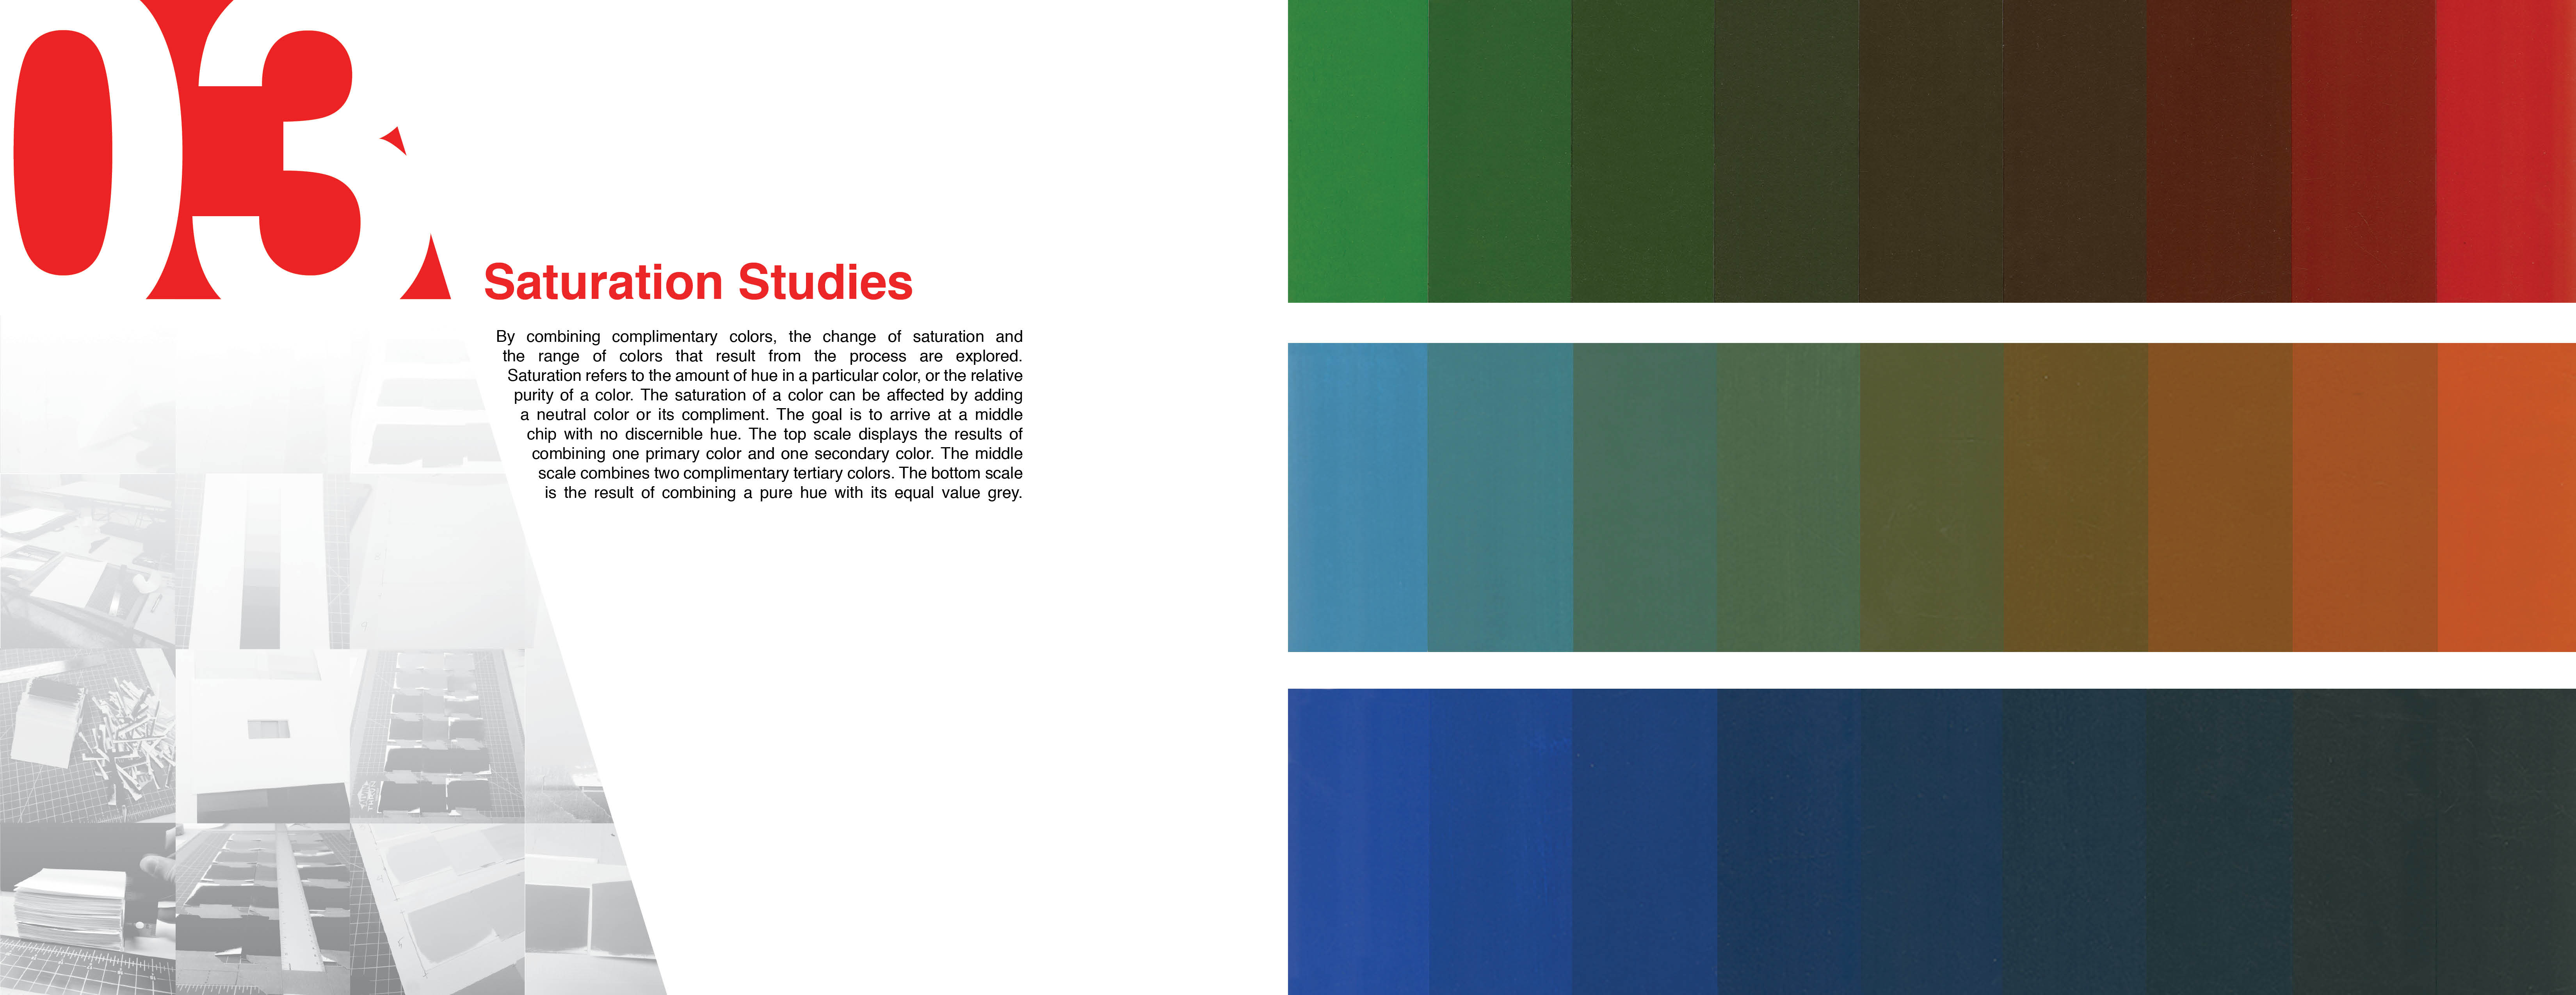 03
Saturation Studies
By combining complimentary colors, the change of saturation and
the range of colors that result from the process are explored.
Saturation refers to the amount of hue in a particular color, or the relative
purity of a color. The saturation of a color can be affected by adding
a neutral color or its compliment. The goal is to arrive at a middle
chip with no discernible hue. The top scale displays the results of
combining one primary color and one secondary color. The middle
scale combines two complimentary tertiary colors. The bottom scale
is the result of combining a pure hue with its equal value grey.